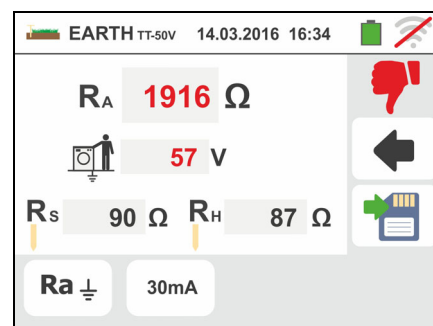 EARTH TT-50V 14.03.2016 16:34
RA 1916 Ω
57 V
RS 90 Ω RH 87 Ω
Ra 30mA